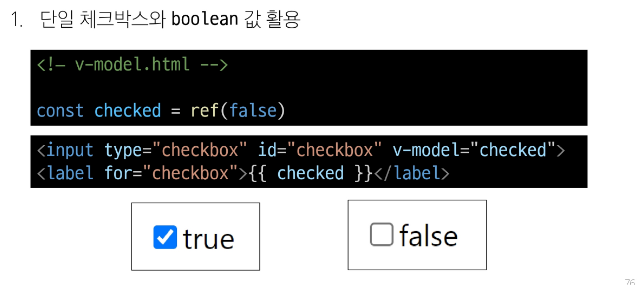 1. 단일 체크박스와 boolean 값 활용
<!-- v-model.html -->
const checked = ref(false)
<input type="checkbox" id="checkbox" v-model="checked">
<label for="checkbox">{{ checked }}</label>
true
false
76